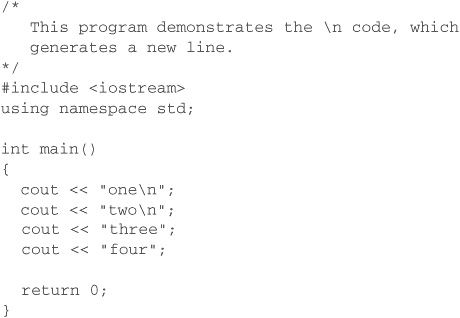 /*
   This program demonstrates the \n code, which
   generates a new line.
*/
#include <iostream>
using namespace std;

int main()
{
  cout << "one\n";
  cout << "two\n";
  cout << "three";
  cout << "four";

  return 0;
}